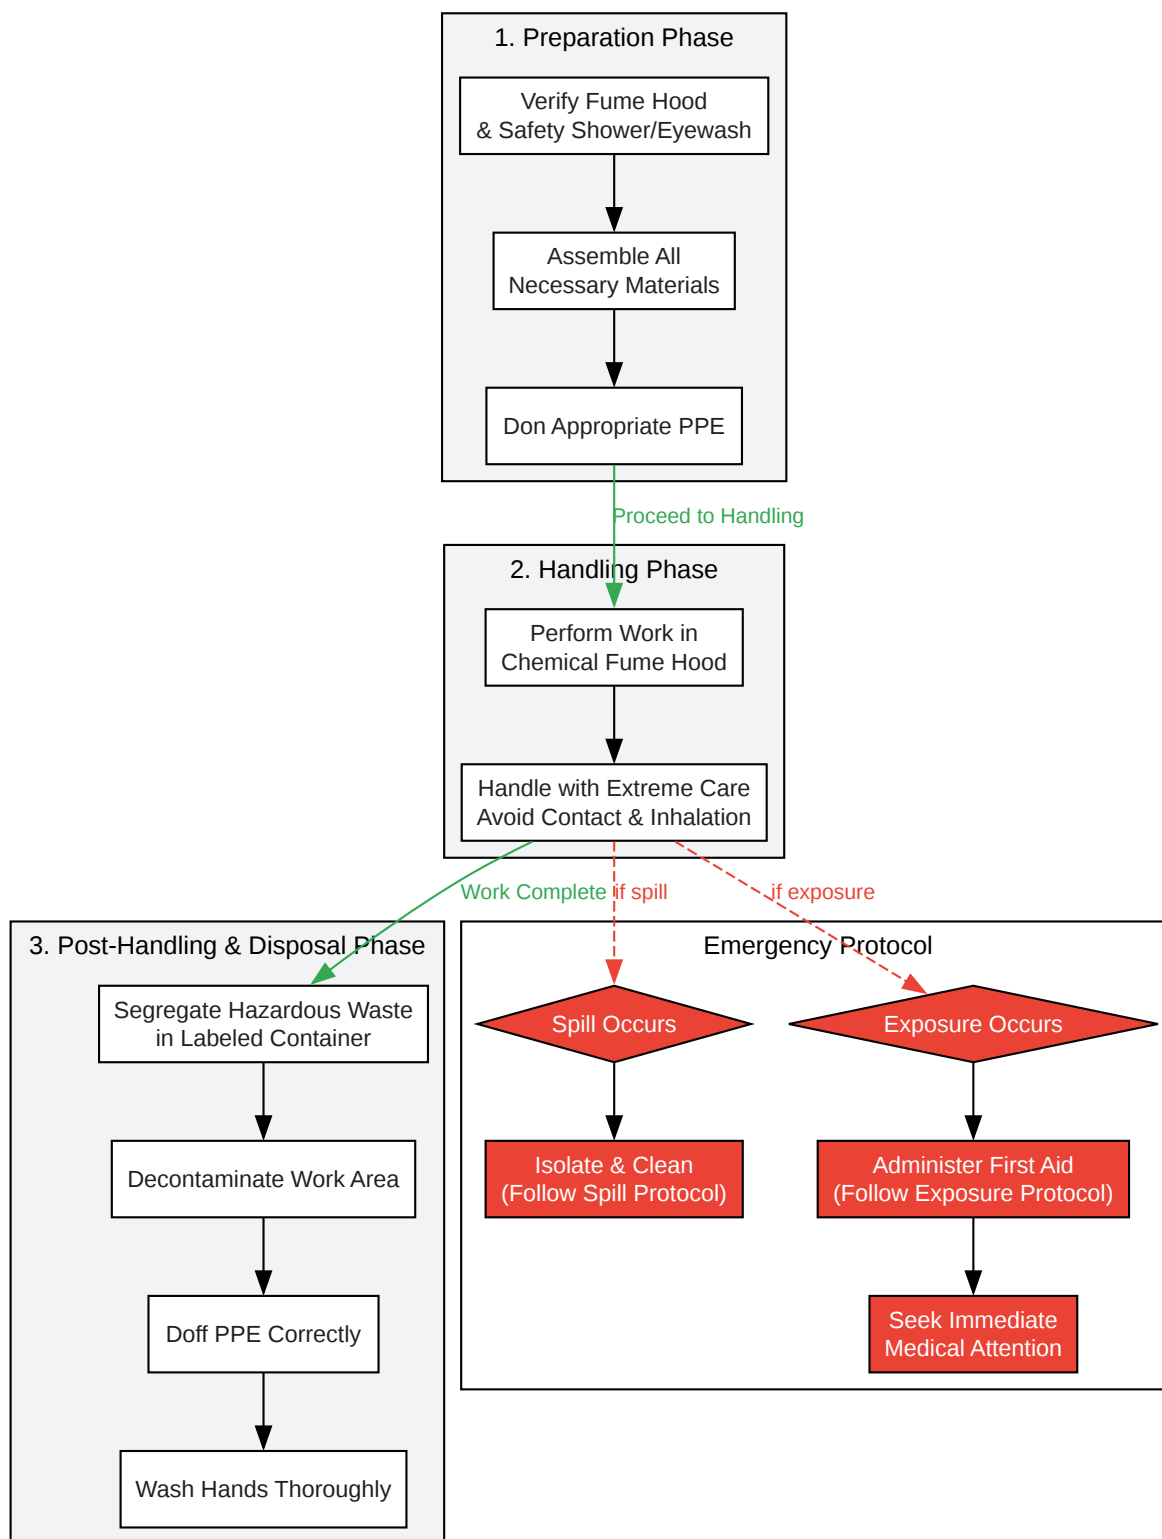 1. Preparation Phase
Verify Fume Hood
& Safety Shower/Eyewash
Assemble All
Necessary Materials
Don Appropriate PPE
Proceed to Handling
2. Handling Phase
Perform Work in
Chemical Fume Hood
Handle with Extreme Care
Avoid Contact & Inhalation
Work Complete
if spill
if exposure
3. Post-Handling & Disposal Phase
Segregate Hazardous Waste
in Labeled Container
Decontaminate Work Area
Doff PPE Correctly
Wash Hands Thoroughly
Emergency Protocol
Spill Occurs
Isolate & Clean
(Follow Spill Protocol)
Exposure Occurs
Administer First Aid
(Follow Exposure Protocol)
Seek Immediate
Medical Attention